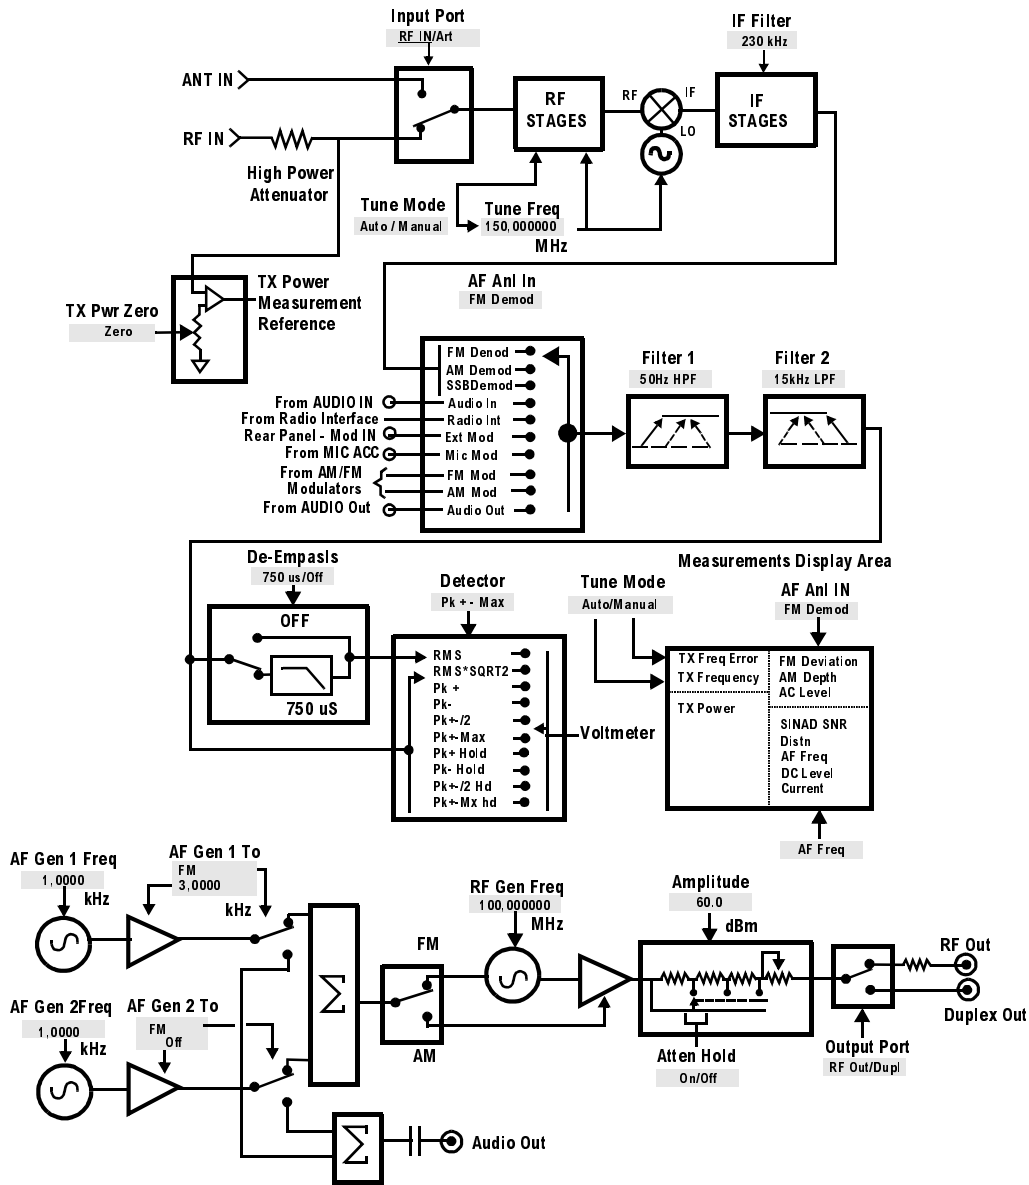 Input Port
RF IN/Art
IF Filter
230 kHz
ANT IN
RF IN
High Power
Attenuator
RF
STAGES
RF
IF
LO
IF
STAGES
Tune Mode
Auto / Manual
Tune Freq
150,000000
MHz
TX Pwr Zero
Zero
TX Power
Measurement
Reference
AF Anl In
FM Demod
FM Denod
AM Demod
SSBDemod
From AUDIO IN
Audio In
From Radio Interface
Radio Int
Rear Panel - Mod IN
Ext Mod
From MIC ACC
Mic Mod
From AM/FM
Modulators
FM Mod
AM Mod
From AUDIO Out
Audio Out
Filter 1
50Hz HPF
Filter 2
15kHz LPF
De-Empasls
750 us/Off
OFF
750 uS
Detector
Pk + - Max
RMS
RMS*SQRT2
Pk +
Pk-
Pk+-/2
Pk+-Max
Pk+ Hold
Pk- Hold
Pk+-/2 Hd
Pk+-Mx hd
Voltmeter
Measurements Display Area
Tune Mode
Auto/Manual
AF Anl IN
FM Demod
TX Freq Error
TX Frequency
TX Power
FM Deviation
AM Depth
AC Level
SINAD SNR
Distn
AF Freq
DC Level
Current
AF Freq
AF Gen 1 Freq
1,0000
kHz
AF Gen 1 To
FM
3,0000
kHz
AF Gen 2Freq
1,0000
kHz
AF Gen 2 To
FM
Off
Σ
FM
AM
RF Gen Freq
100,000000
MHz
Amplitude
60.0
dBm
Atten Hold
On/Off
RF Out
Duplex Out
Output Port
RF Out/Dupl
Σ
Audio Out